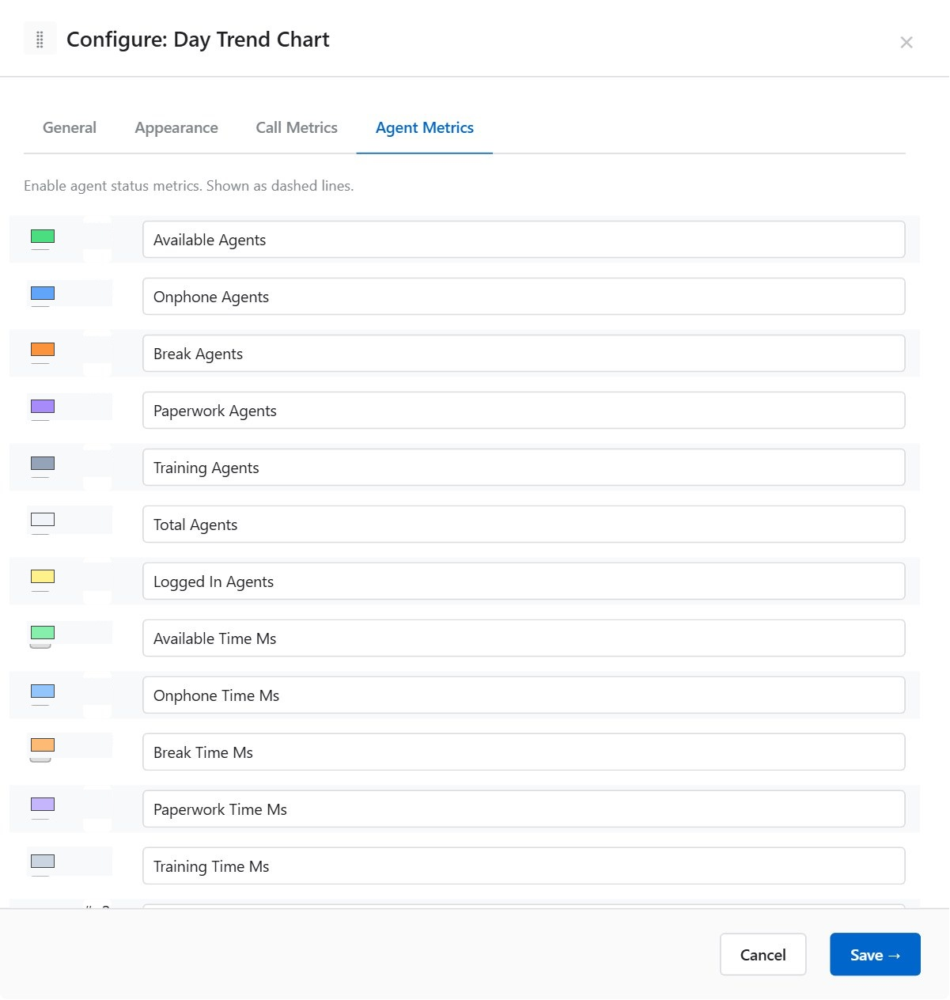 Configure: Day Trend Chart
×
General Appearance Call Metrics Agent Metrics
Enable agent status metrics. Shown as dashed lines.
Available Agents
Onphone Agents
Break Agents
Paperwork Agents
Training Agents
Total Agents
Logged In Agents
Available Time Ms
Onphone Time Ms
Break Time Ms
Paperwork Time Ms
Training Time Ms
Cancel Save →